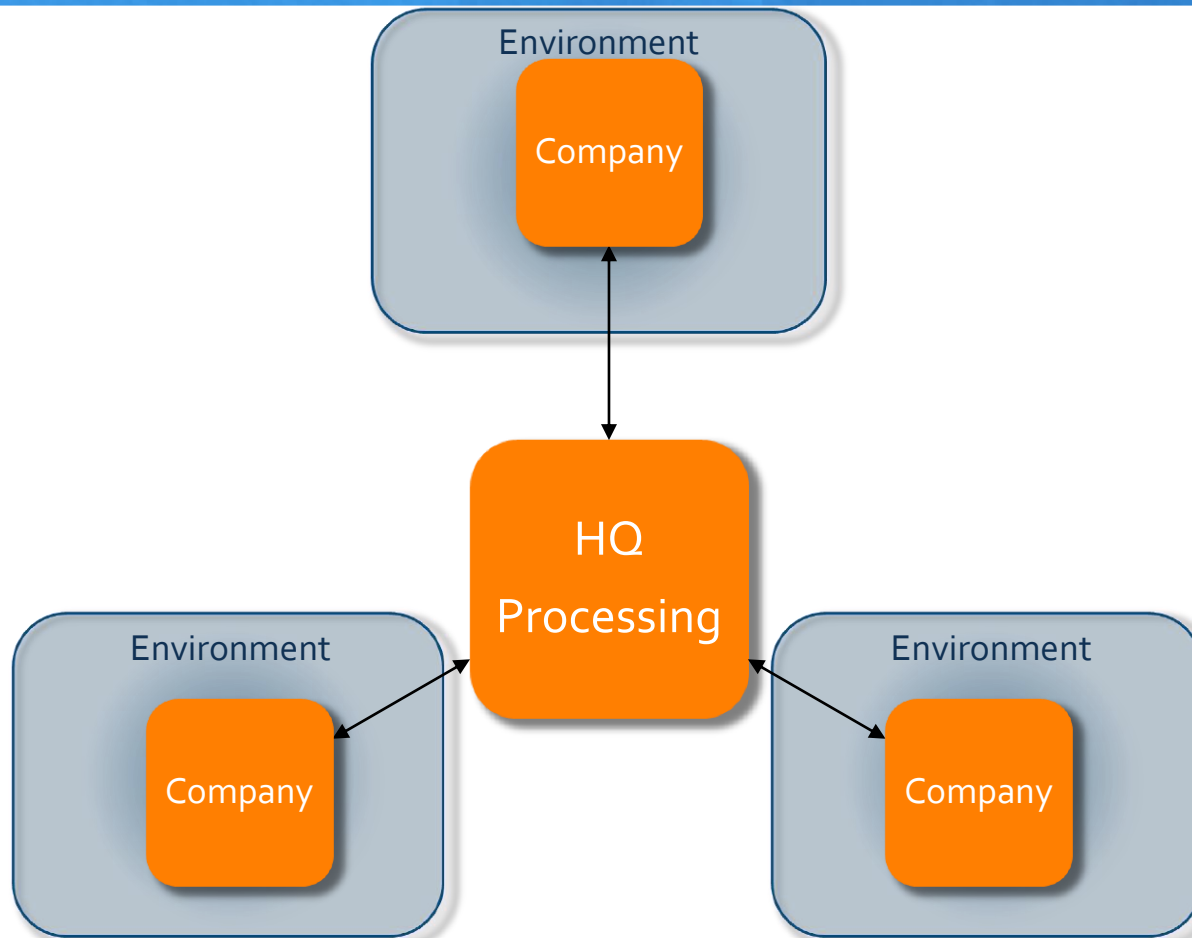 Environment
Company
HQ
Processing
Environment
Company
Environment
Company